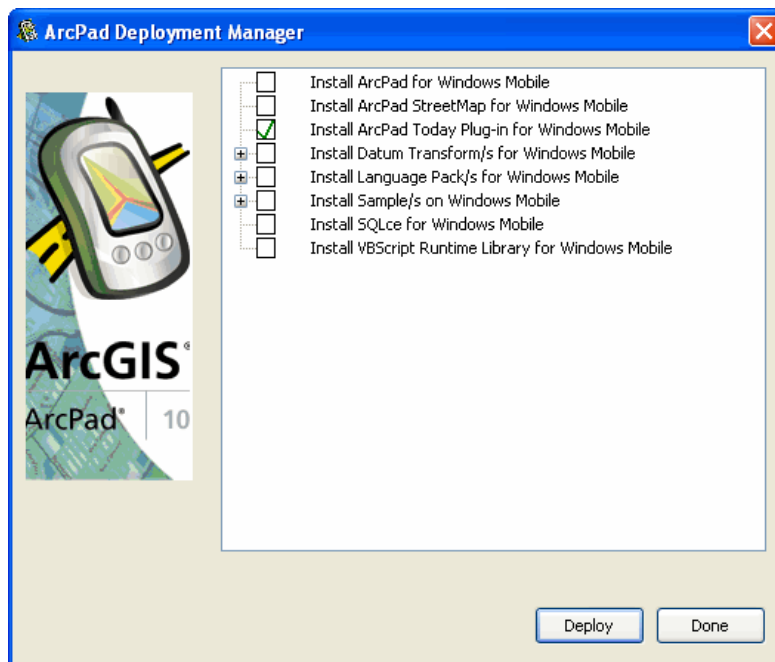 ArcPad Deployment Manager
Install ArcPad for Windows Mobile
Install ArcPad StreetMap for Windows Mobile
Install ArcPad Today Plug-in for Windows Mobile
Install Datum Transform/s for Windows Mobile
Install Language Pack/s for Windows Mobile
Install Sample/s on Windows Mobile
Install SQLce for Windows Mobile
Install VBScript Runtime Library for Windows Mobile
ArcGIS®
ArcPad® 10
Deploy
Done